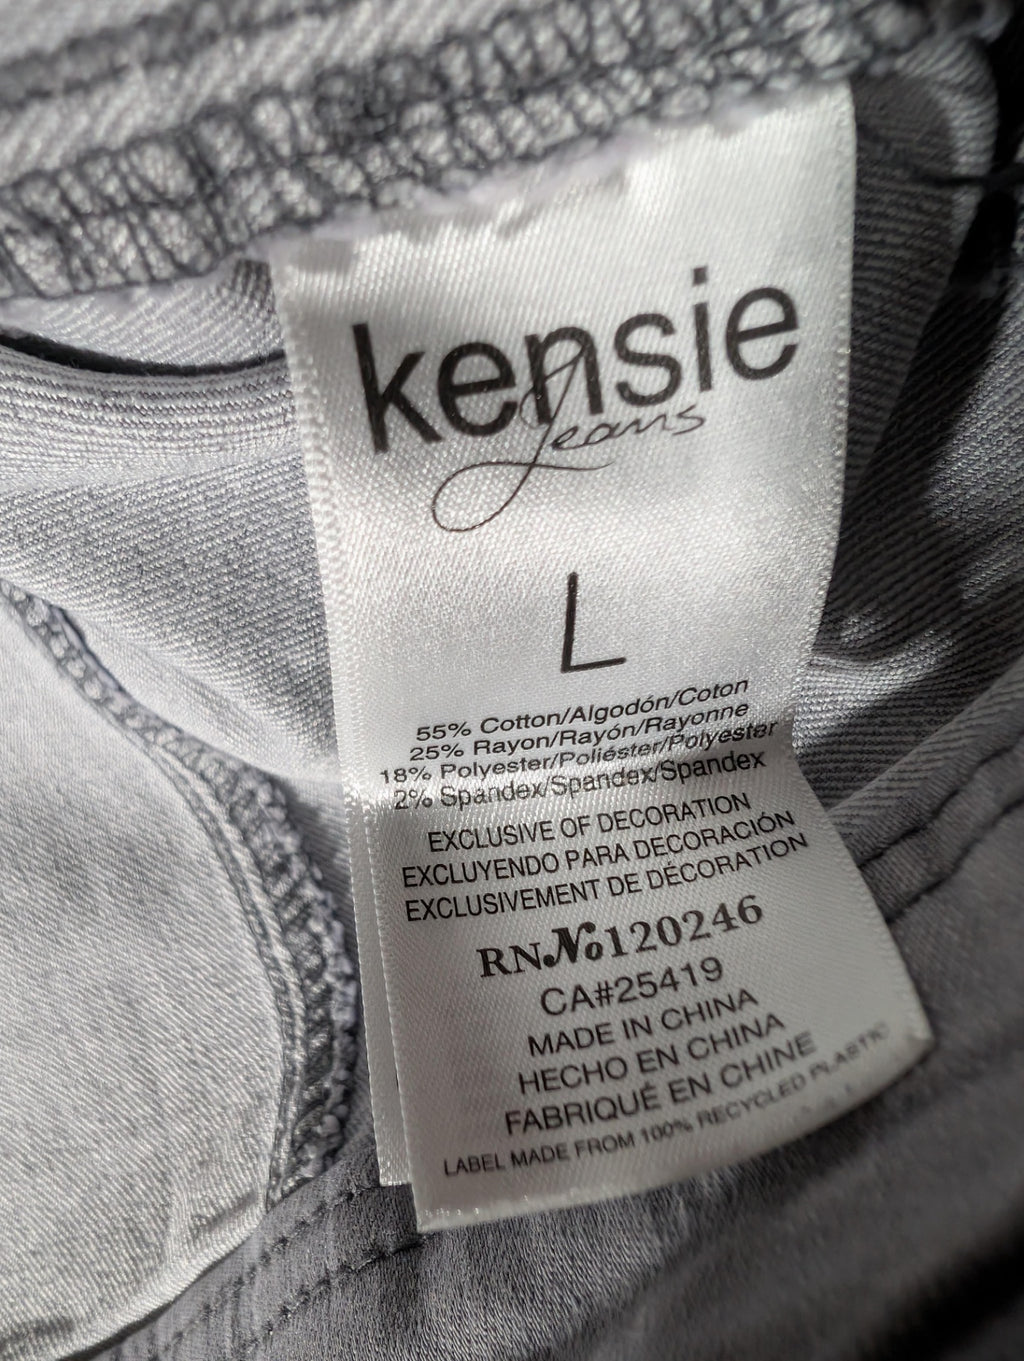 kensie
Jeans
L
55% Cotton/Algodón/Coton
25% Rayon/Rayón/Rayonne
18% Polyester/Poliéster/Polyester
2% Spandex/Spandex/Spandex
EXCLUSIVE OF DECORATION
EXCLUYENDO PARA DECORACIÓN
EXCLUSIVEMENT DE DÉCORATION
RN No 120246
CA#25419
MADE IN CHINA
HECHO EN CHINA
FABRIQUÉ EN CHINE
LABEL MADE FROM 100% RECYCLED PLASTIC